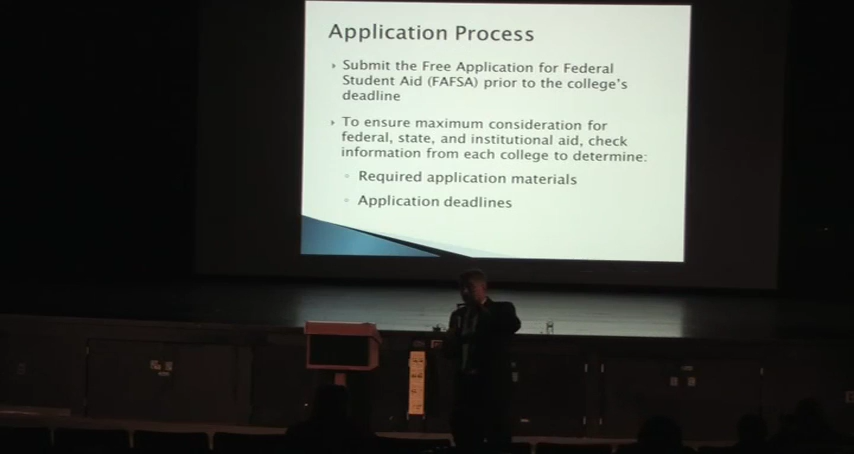 Application Process
Submit the Free Application for Federal
Student Aid (FAFSA) prior to the college's
deadline
To ensure maximum consideration for
federal, state, and institutional aid, check
information from each college to determine:
Required application materials
Application deadlines